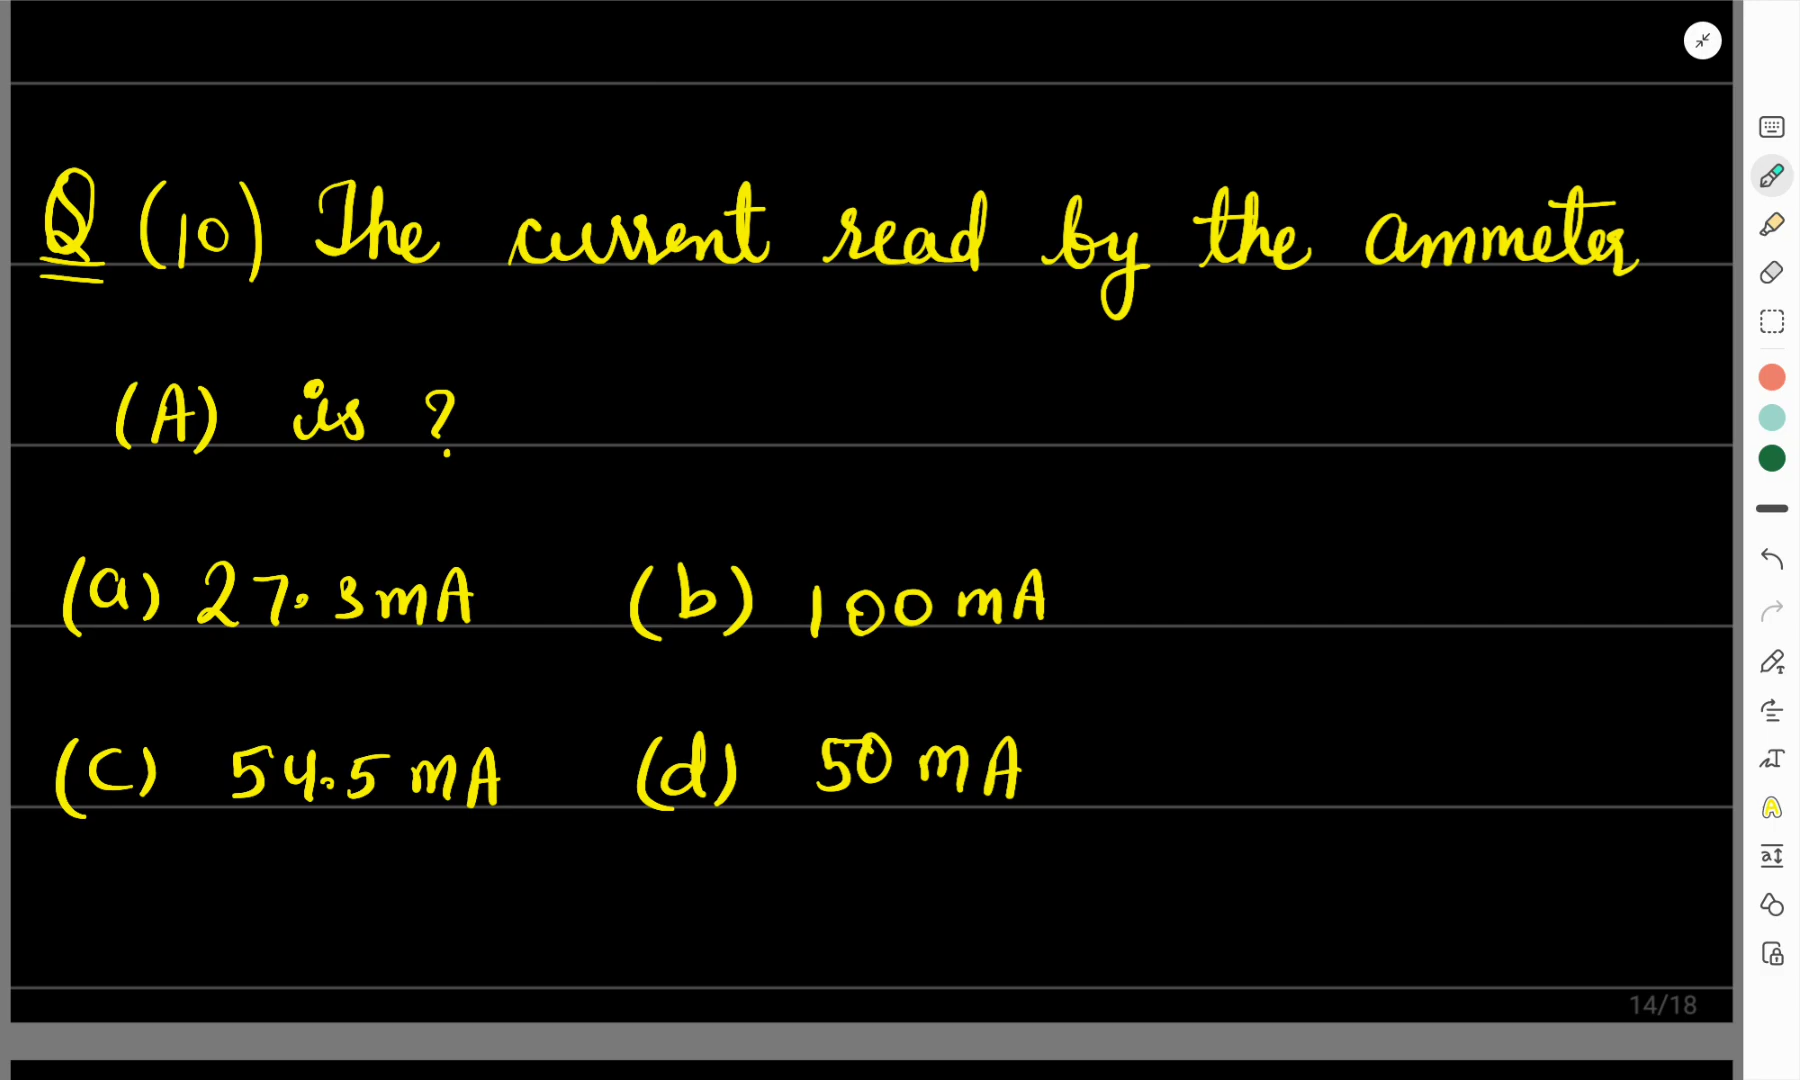 Q (10) The current read by the ammeter
(A) is ?
(a) 27.3mA (b) 100 mA
(c) 54.5 mA (d) 50 mA
14/18